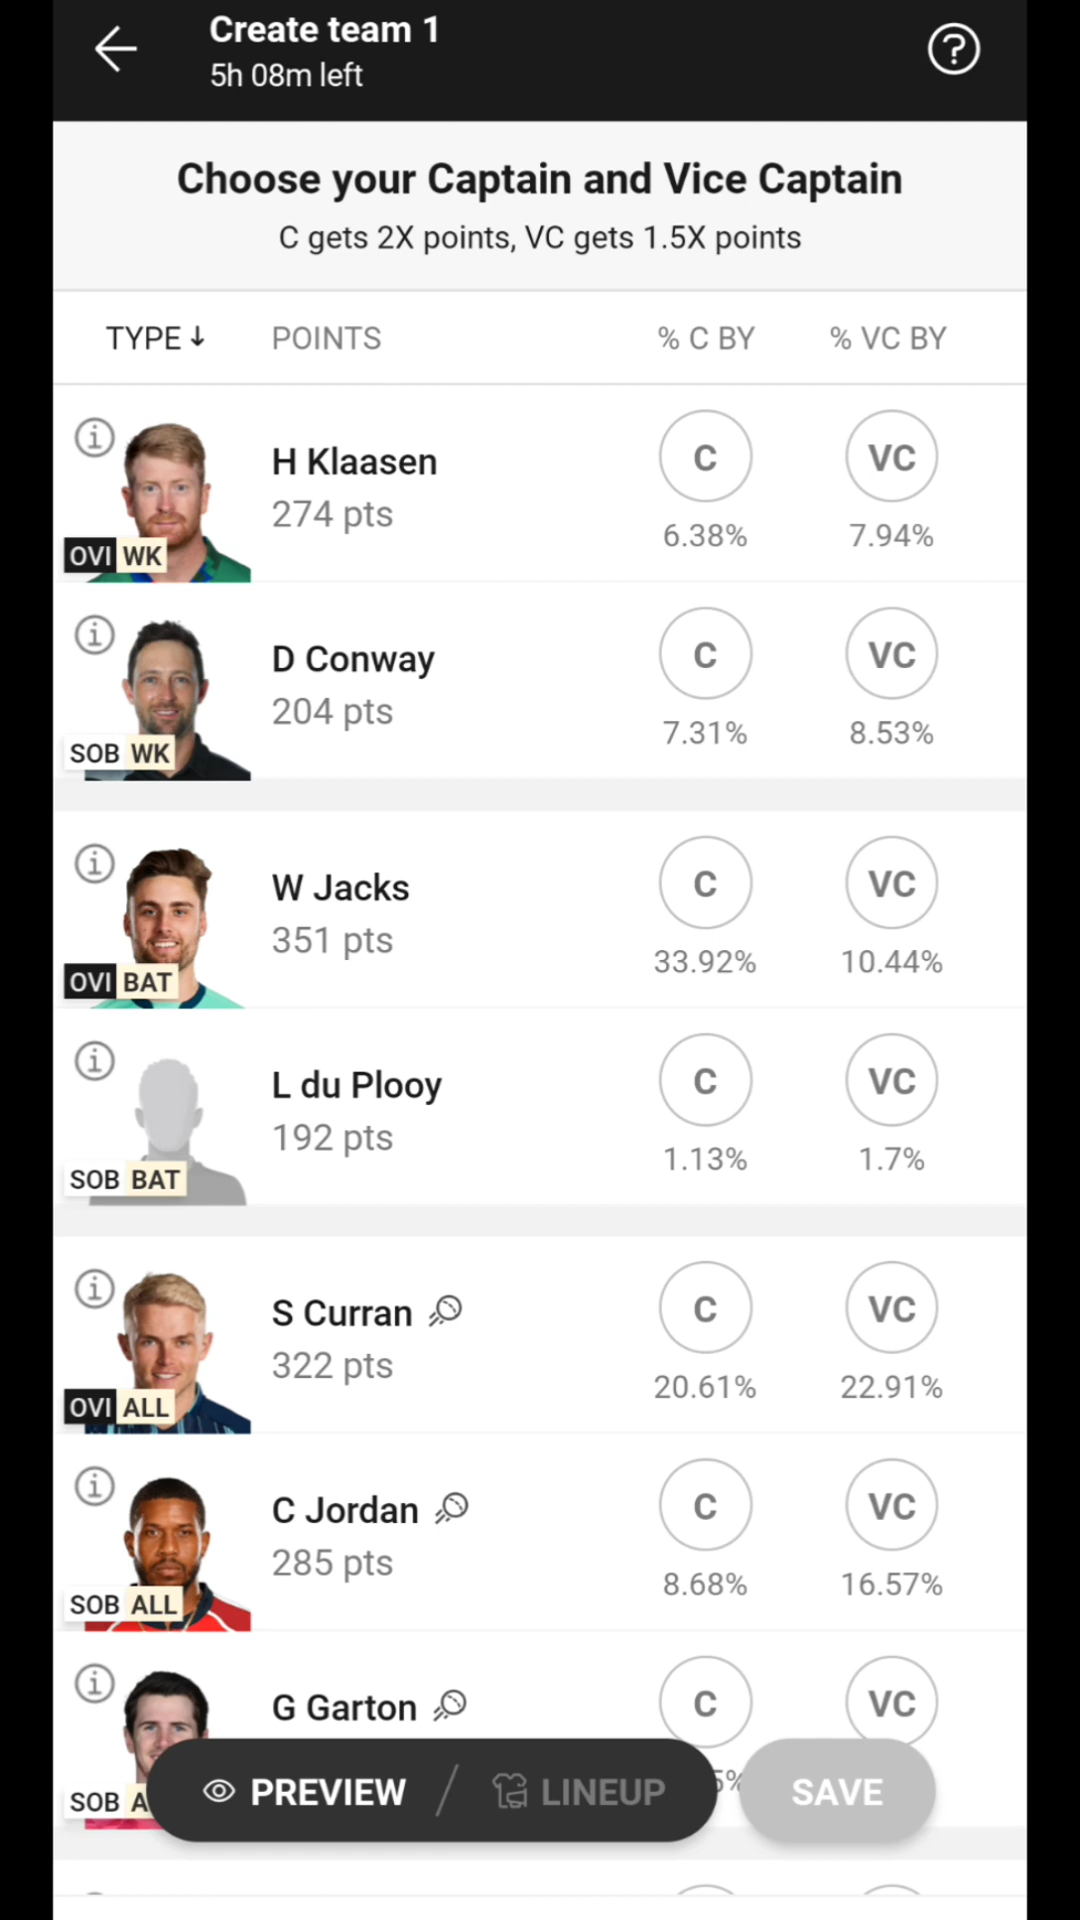 Create team 1
5h 08m left
Choose your Captain and Vice Captain
C gets 2X points, VC gets 1.5X points
TYPE↓ POINTS % C BY % VC BY
H Klaasen C VC
274 pts 6.38% 7.94%
OVI WK
D Conway C VC
204 pts 7.31% 8.53%
SOB WK
W Jacks C VC
351 pts 33.92% 10.44%
OVI BAT
L du Plooy C VC
192 pts 1.13% 1.7%
SOB BAT
S Curran C VC
322 pts 20.61% 22.91%
OVI ALL
C Jordan C VC
285 pts 8.68% 16.57%
SOB ALL
G Garton C VC
SOB
PREVIEW / LINEUP SAVE